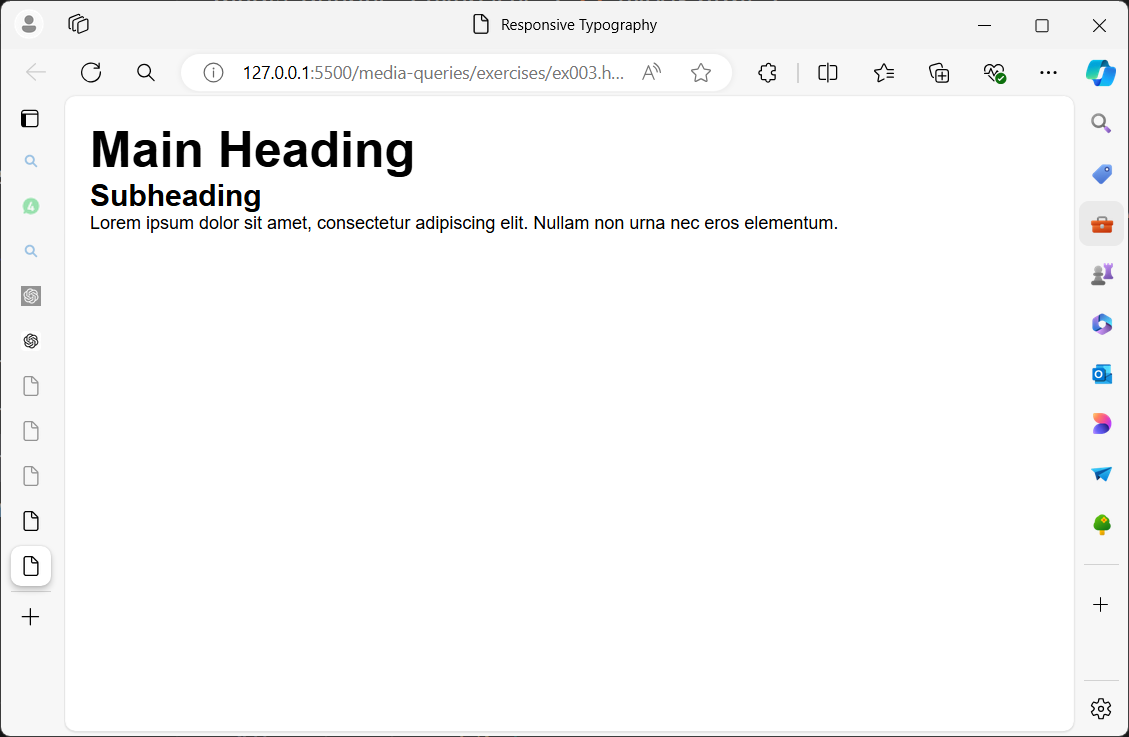 Responsive Typography
127.0.0.1:5500/media-queries/exercises/ex003.h...
Main Heading
Subheading
Lorem ipsum dolor sit amet, consectetur adipiscing elit. Nullam non urna nec eros elementum.
4